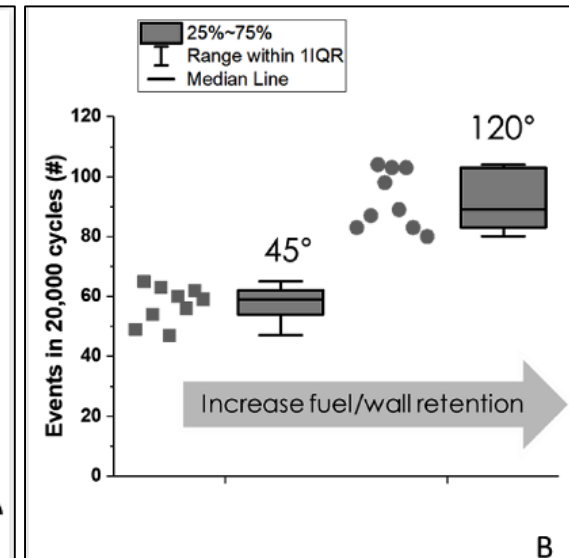 25%~75%
Range within 1IQR
Median Line
120
100
80
60
40
20
0
Events in 20,000 cycles (#)
45°
120°
Increase fuel/wall retention
B